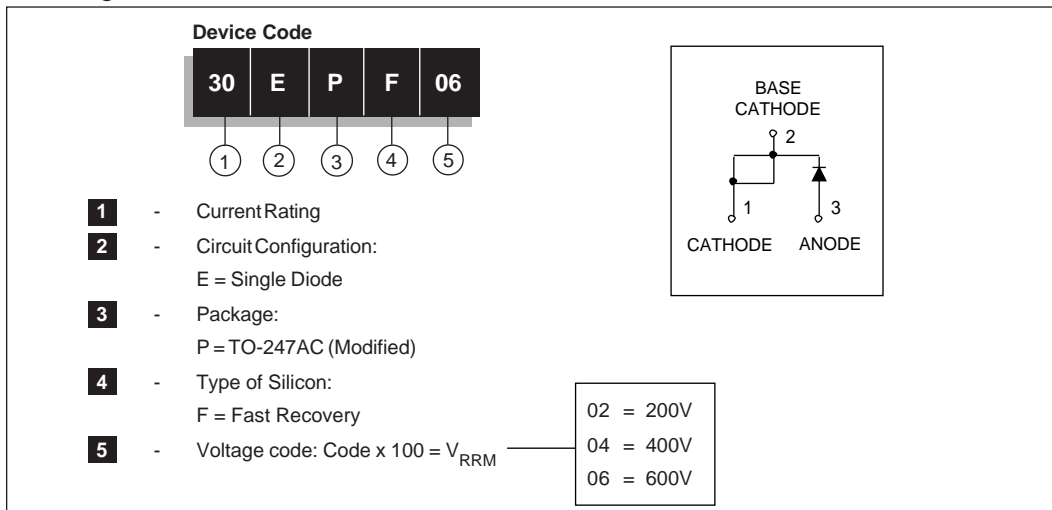 Device Code
30 E P F 06
1 2 3 4 5
1 - Current Rating
2 - Circuit Configuration:
E = Single Diode
3 - Package:
P = TO-247AC (Modified)
4 - Type of Silicon:
F = Fast Recovery
5 - Voltage code: Code x 100 = VRRM
02 = 200V
04 = 400V
06 = 600V
BASE
CATHODE
2
1 3
CATHODE ANODE